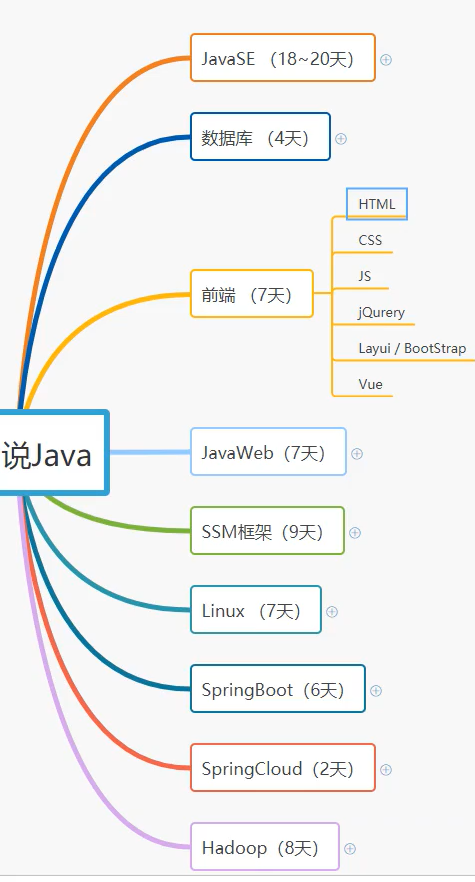 JavaSE （18~20天）
数据库 （4天）
HTML
CSS
JS
前端 （7天）
jQurery
Layui / BootStrap
Vue
说Java
JavaWeb（7天）
SSM框架（9天）
Linux （7天）
SpringBoot（6天）
SpringCloud（2天）
Hadoop（8天）